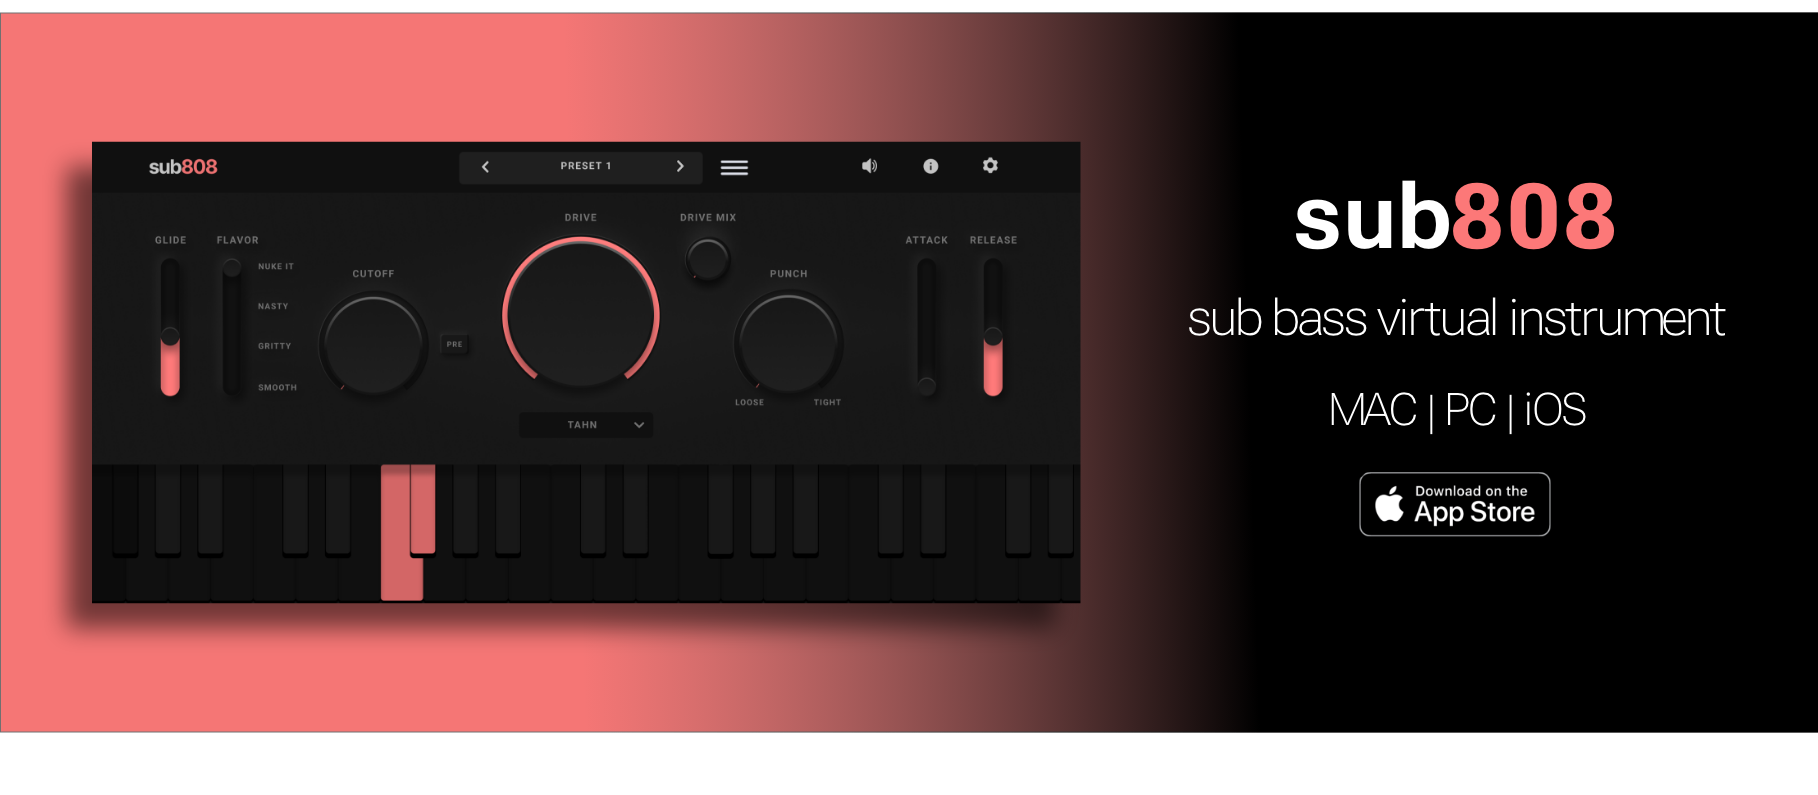 sub808
PRESET 1
DRIVE
DRIVE MIX
GLIDE
FLAVOR
ATTACK
RELEASE
NUKE IT
CUTOFF
PUNCH
NASTY
PRE
GRITTY
SMOOTH
LOOSE
TIGHT
TAHN
sub808
sub bass virtual instrument
MAC | PC | iOS
Download on the
App Store